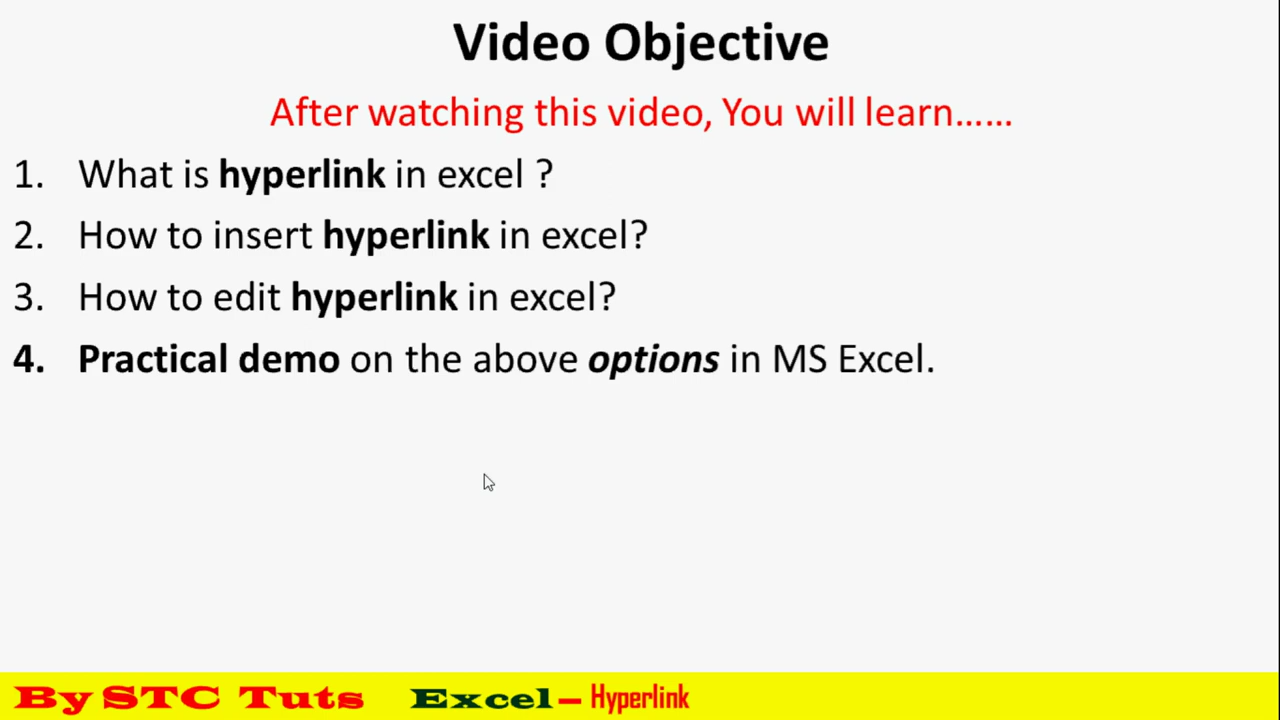 Video Objective
After watching this video, You will learn......
1. What is hyperlink in excel ?
2. How to insert hyperlink in excel?
3. How to edit hyperlink in excel?
4. Practical demo on the above options in MS Excel.
By STC Tuts Excel – Hyperlink